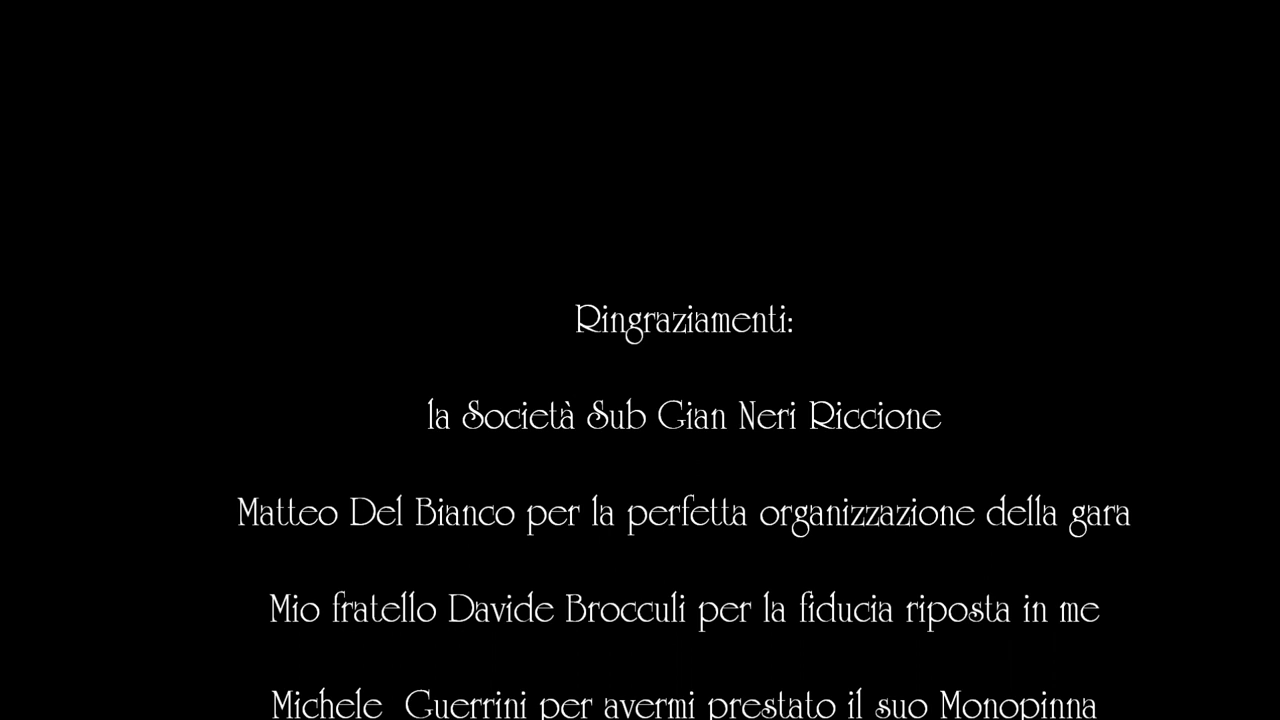 Ringraziamenti:
la Società Sub Gian Neri Riccione
Matteo Del Bianco per la perfetta organizzazione della gara
Mio fratello Davide Brocculi per la fiducia riposta in me
Michele  Guerrini per avermi prestato il suo Monopinna